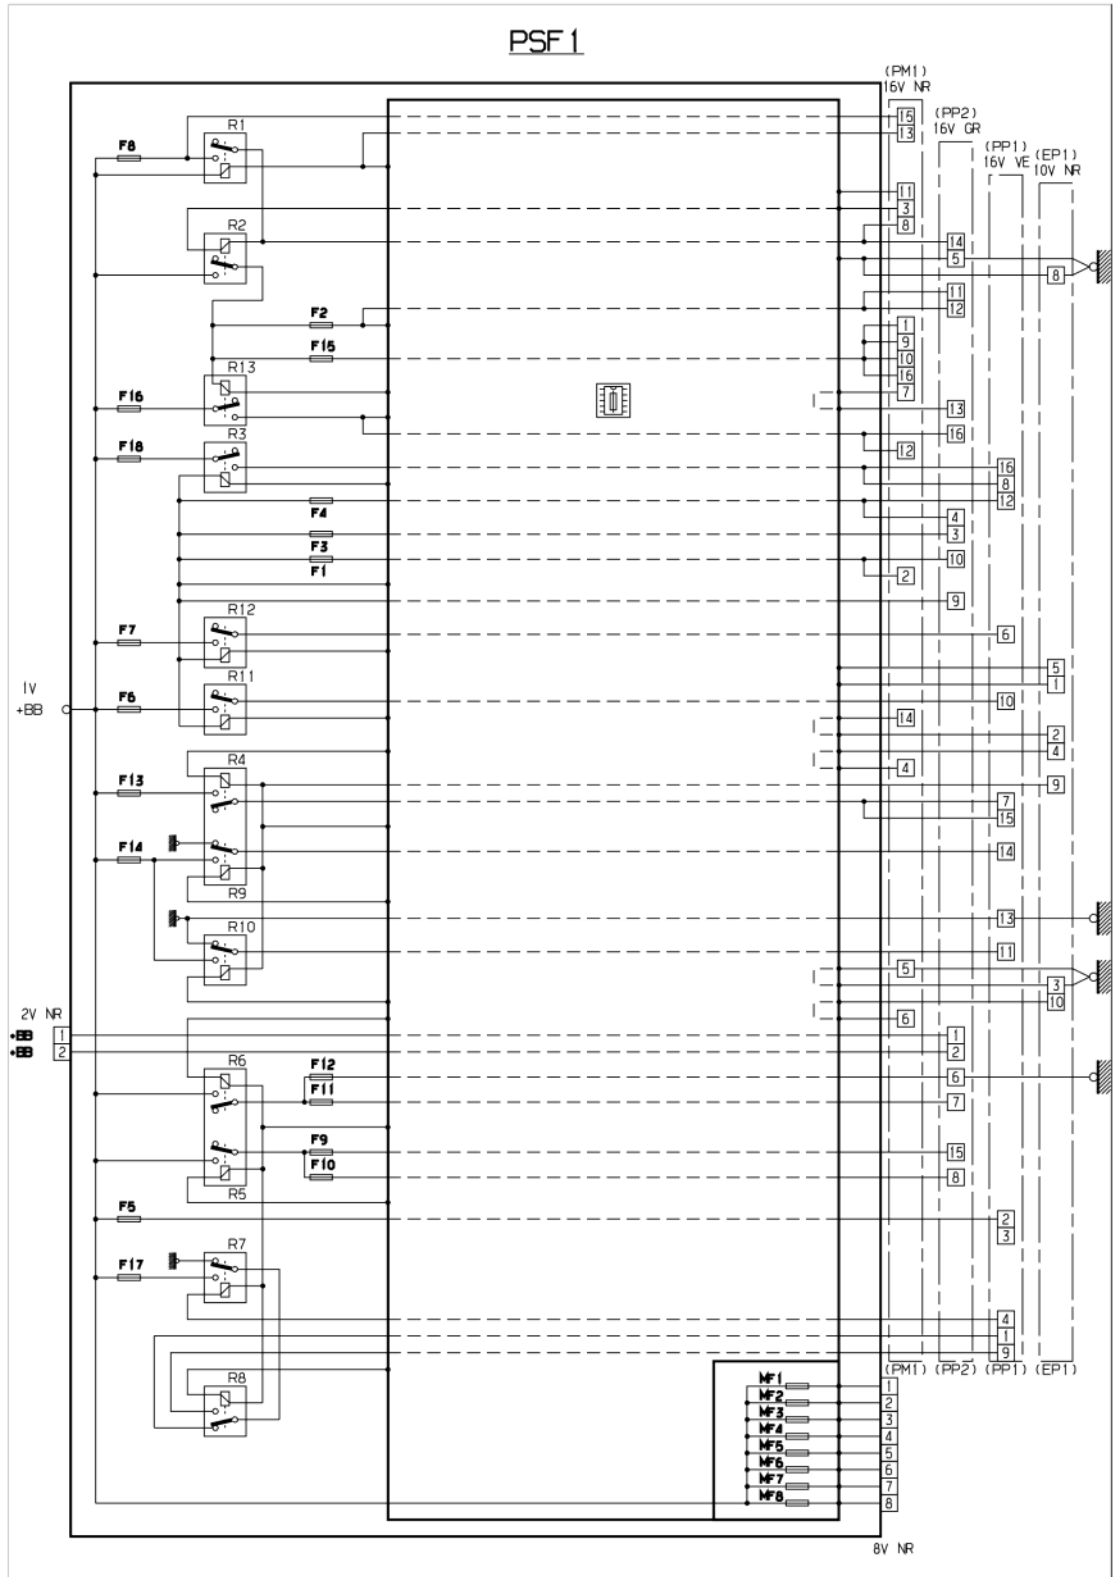 PSF1
(PM1)
16V NR
(PP2)
16V GR
(PP1)
16V VE
(EP1)
10V NR
R1
15
13
F8
11
3
8
R2
14
5
8
11
12
F2
1
9
F15
10
16
R13
7
F16
13
R3
16
F18
12
16
8
12
F4
4
3
F3
10
F1
2
9
R12
F7
6
5
R11
1
1V
+BB
F6
10
14
2
4
R4
4
F13
9
7
15
F14
14
R9
13
R10
11
5
3
10
2V NR
6
+BB
1
1
+BB
2
2
R6
F12
6
F11
7
F9
15
F10
8
R5
F5
2
3
R7
F17
4
1
9
(PM1) (PP2) (PP1) (EP1)
R8
MF1
1
MF2
2
MF3
3
MF4
4
MF5
5
MF6
6
MF7
7
MF8
8
8V NR